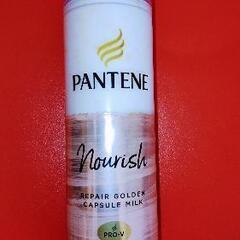 PANTENE
Nourish
REPAIR GOLDEN
CAPSULE MILK
PRO-V